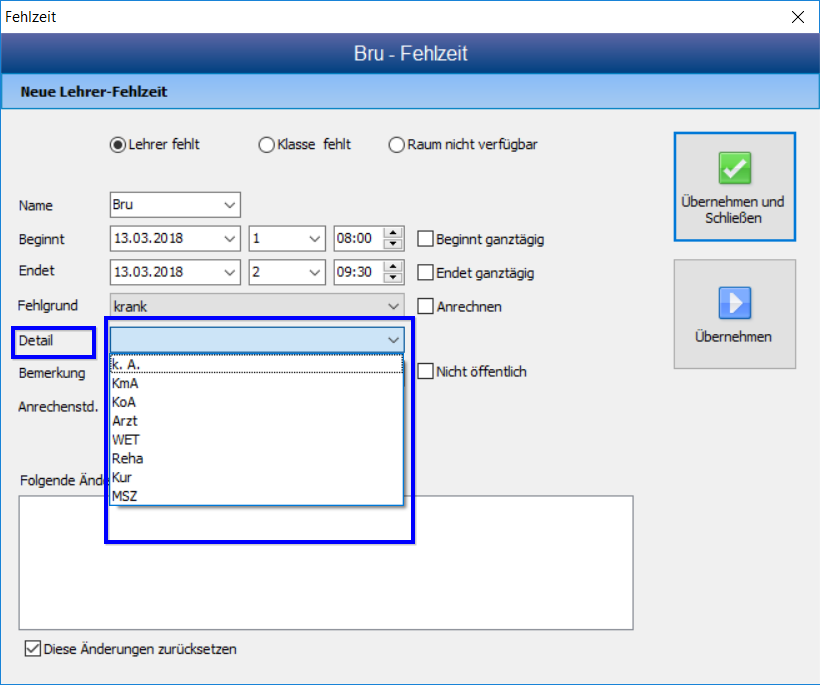 Fehlzeit
Bru - Fehlzeit
Neue Lehrer-Fehlzeit
Lehrer fehlt Klasse fehlt Raum nicht verfügbar
Übernehmen und
Schließen
Name Bru
Beginnt 13.03.2018 1 08:00 Beginnt ganztägig
Endet 13.03.2018 2 09:30 Endet ganztägig
Fehlgrund krank Anrechnen
Übernehmen
Detail
k. A.
Bemerkung Nicht öffentlich
KmA
KoA
Anrechenstd.
Arzt
WET
Reha
Kur
Folgende Ände
MSZ
Diese Änderungen zurücksetzen